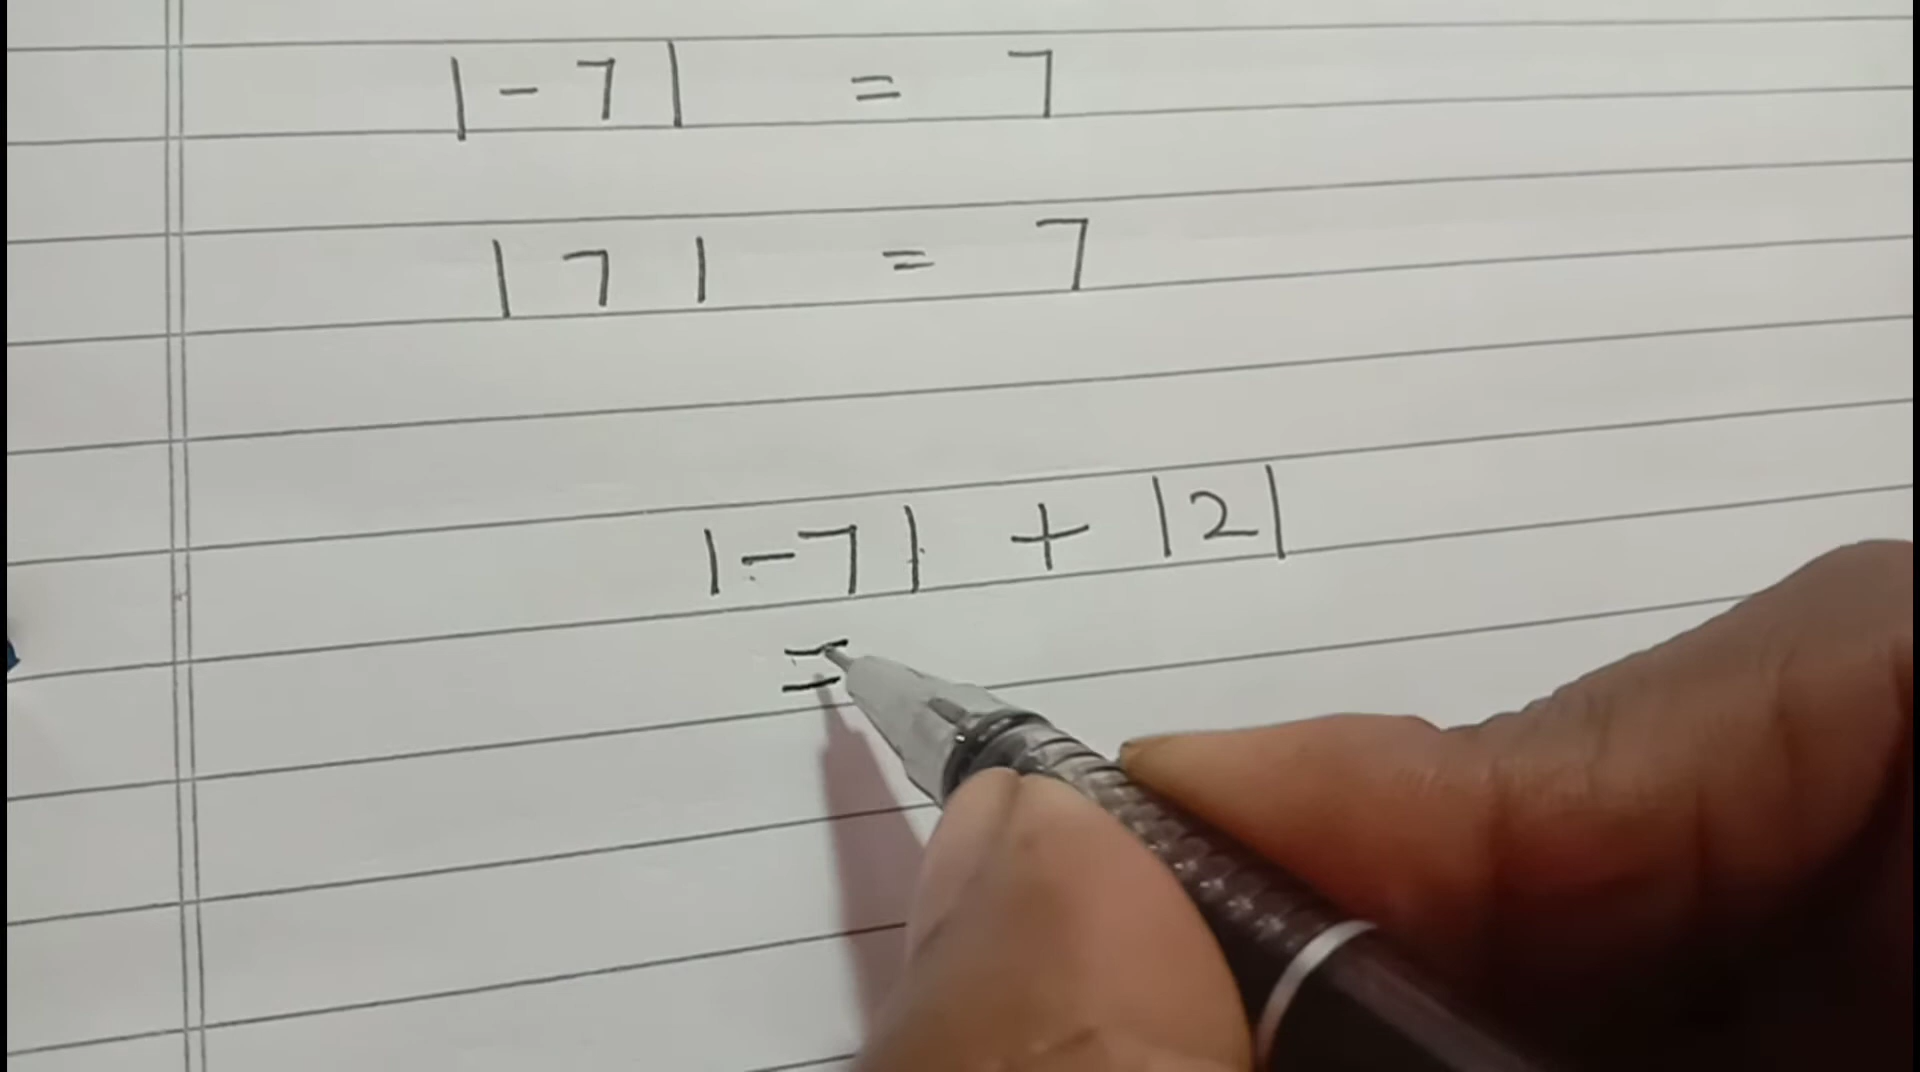 |-7| = 7
|7| = 7
|-7| + |2|
=